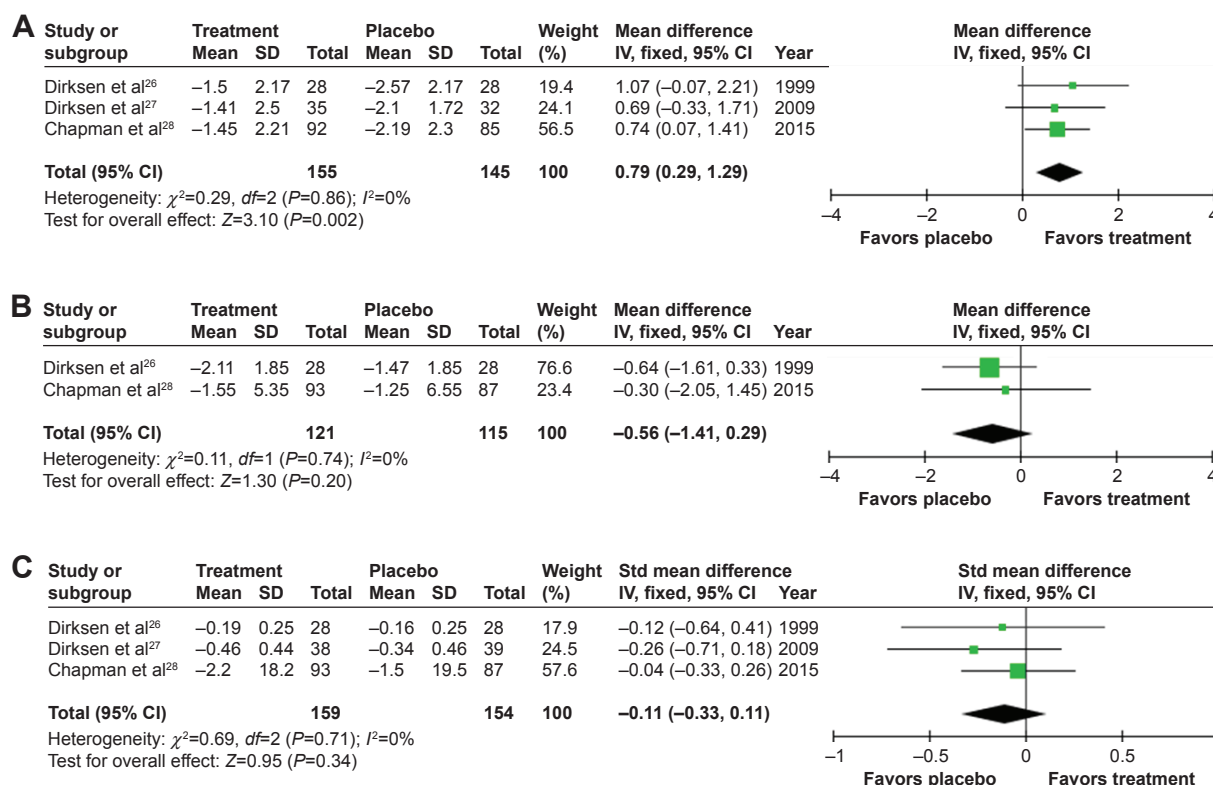 A Study or Treatment Placebo Weight Mean difference Mean difference
subgroup Mean SD Total Mean SD Total (%) IV, fixed, 95% CI Year IV, fixed, 95% CI
Dirksen et al²⁶ –1.5 2.17 28 –2.57 2.17 28 19.4 1.07 (–0.07, 2.21) 1999
Dirksen et al²⁷ –1.41 2.5 35 –2.1 1.72 32 24.1 0.69 (–0.33, 1.71) 2009
Chapman et al²⁸ –1.45 2.21 92 –2.19 2.3 85 56.5 0.74 (0.07, 1.41) 2015
Total (95% CI) 155 145 100 0.79 (0.29, 1.29)
Heterogeneity: χ²=0.29, df=2 (P=0.86); I²=0%
Test for overall effect: Z=3.10 (P=0.002)
–4 –2 0 2 4
Favors placebo Favors treatment
B Study or Treatment Placebo Weight Mean difference Mean difference
subgroup Mean SD Total Mean SD Total (%) IV, fixed, 95% CI Year IV, fixed, 95% CI
Dirksen et al²⁶ –2.11 1.85 28 –1.47 1.85 28 76.6 –0.64 (–1.61, 0.33) 1999
Chapman et al²⁸ –1.55 5.35 93 –1.25 6.55 87 23.4 –0.30 (–2.05, 1.45) 2015
Total (95% CI) 121 115 100 –0.56 (–1.41, 0.29)
Heterogeneity: χ²=0.11, df=1 (P=0.74); I²=0%
Test for overall effect: Z=1.30 (P=0.20)
–4 –2 0 2 4
Favors placebo Favors treatment
C Study or Treatment Placebo Weight Std mean difference Std mean difference
subgroup Mean SD Total Mean SD Total (%) IV, fixed, 95% CI Year IV, fixed, 95% CI
Dirksen et al²⁶ –0.19 0.25 28 –0.16 0.25 28 17.9 –0.12 (–0.64, 0.41) 1999
Dirksen et al²⁷ –0.46 0.44 38 –0.34 0.46 39 24.5 –0.26 (–0.71, 0.18) 2009
Chapman et al²⁸ –2.2 18.2 93 –1.5 19.5 87 57.6 –0.04 (–0.33, 0.26) 2015
Total (95% CI) 159 154 100 –0.11 (–0.33, 0.11)
Heterogeneity: χ²=0.69, df=2 (P=0.71); I²=0%
Test for overall effect: Z=0.95 (P=0.34)
–1 –0.5 0 0.5
Favors placebo Favors treatment